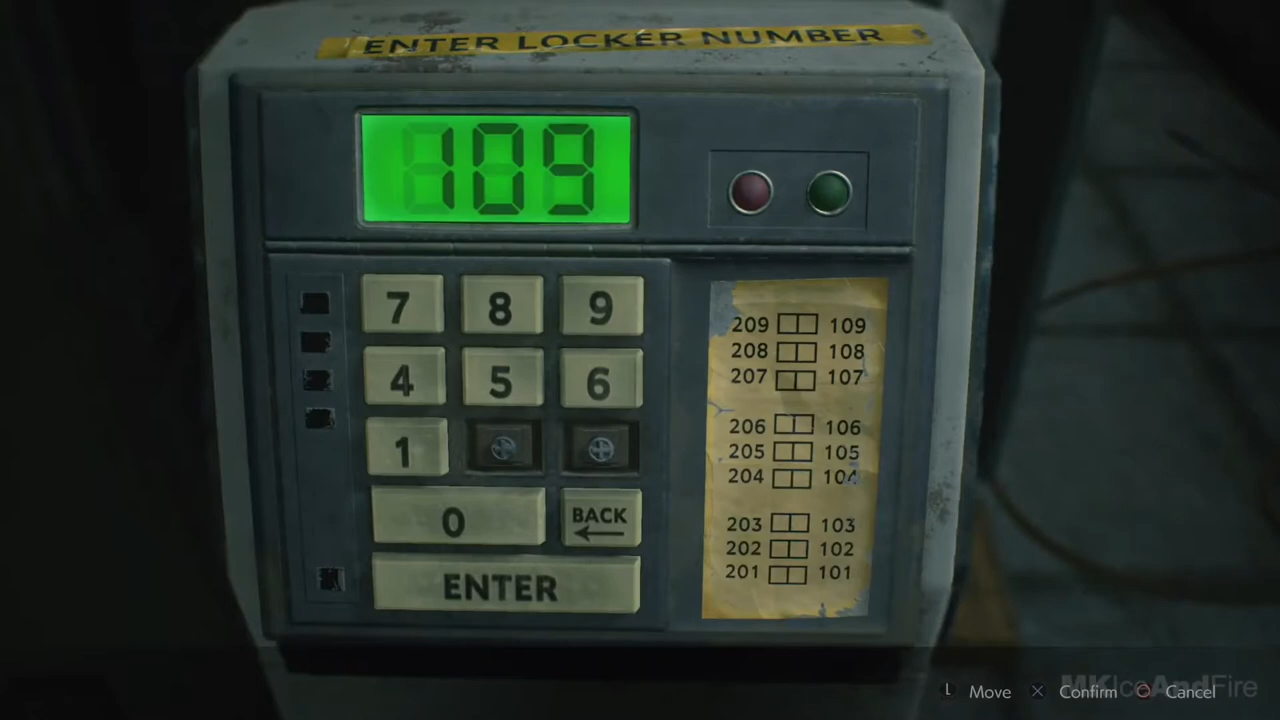 ENTER LOCKER NUMBER
109
7 8 9
4 5 6
1
0 BACK
ENTER
209 109
208 108
207 107
206 106
205 105
204 104
203 103
202 102
201 101
L Move Confirm Cancel
MKIceAndFire